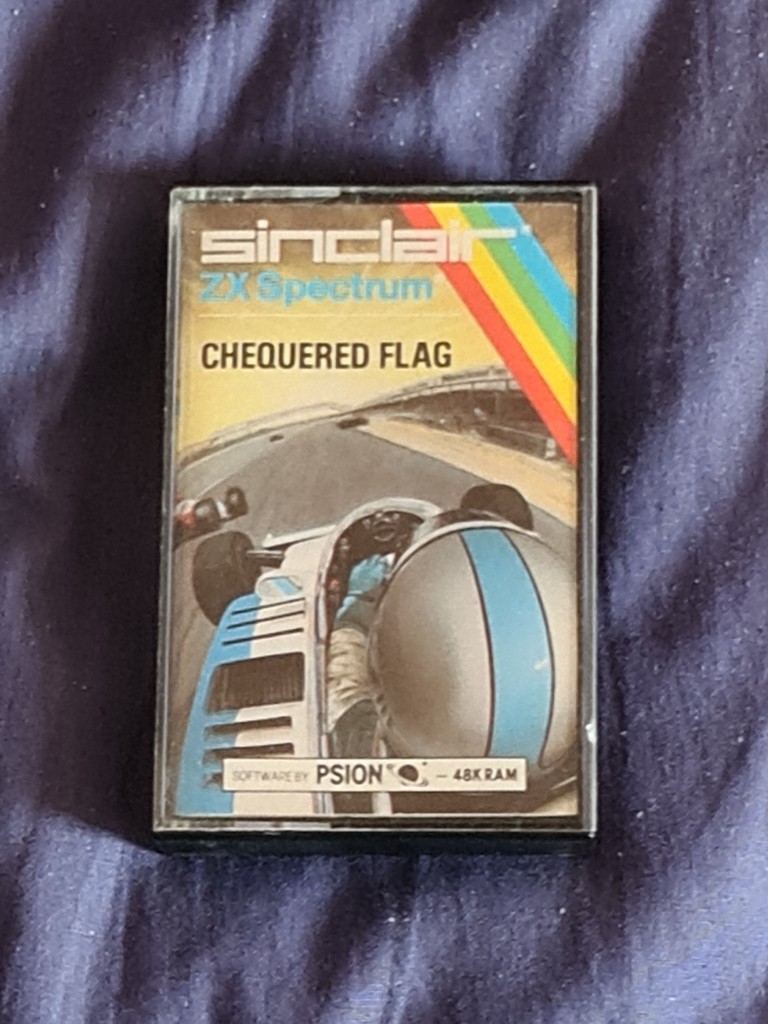 sinclair
ZX Spectrum
CHEQUERED FLAG
SOFTWARE BY PSION – 48K RAM